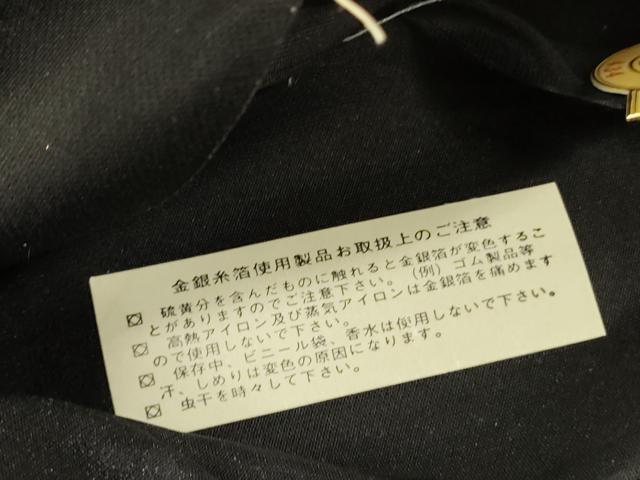 金銀糸箔使用製品お取扱上のご注意
☑ 硫黄分を含んだものに触れると金銀箔が変色するこ
とがありますのでご注意下さい。(例)ゴム製品等
☑ 高熱アイロン及び蒸気アイロンは金銀箔を痛めます
ので使用しないで下さい。
☑ 保存中、ビニール袋、香水は使用しないで下さい。
汗、しめりは変色の原因になります。
☑ 虫干を時々して下さい。